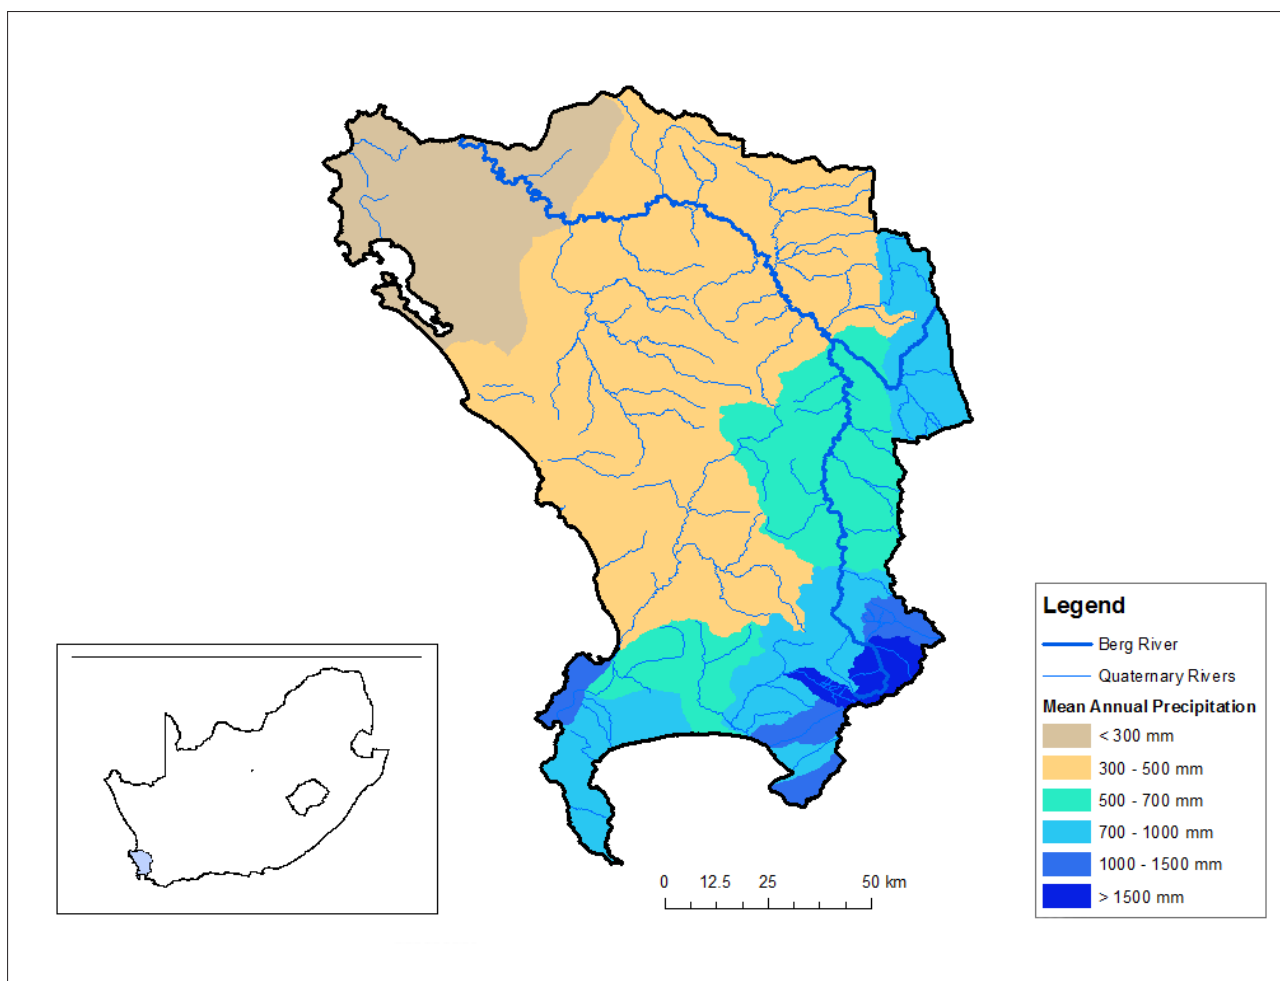 Legend
Berg River
Quaternary Rivers
Mean Annual Precipitation
< 300 mm
300 - 500 mm
500 - 700 mm
700 - 1000 mm
1000 - 1500 mm
> 1500 mm
0 12.5 25 50 km